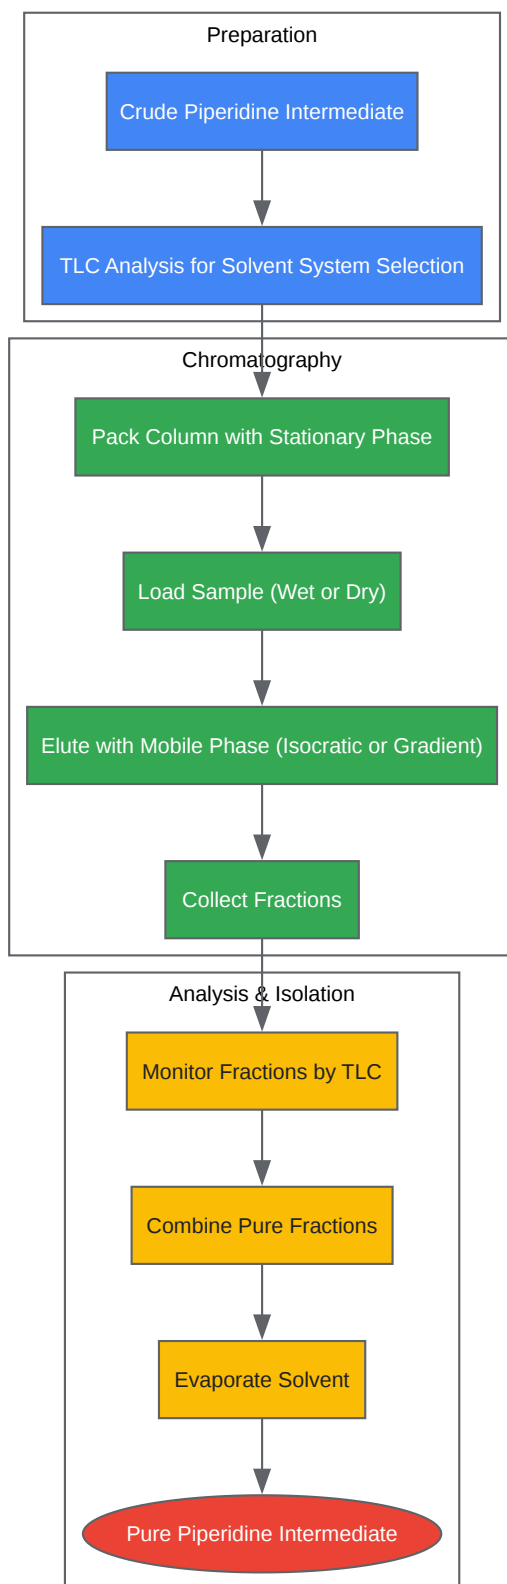 Preparation
Crude Piperidine Intermediate
TLC Analysis for Solvent System Selection
Chromatography
Pack Column with Stationary Phase
Load Sample (Wet or Dry)
Elute with Mobile Phase (Isocratic or Gradient)
Collect Fractions
Analysis & Isolation
Monitor Fractions by TLC
Combine Pure Fractions
Evaporate Solvent
Pure Piperidine Intermediate